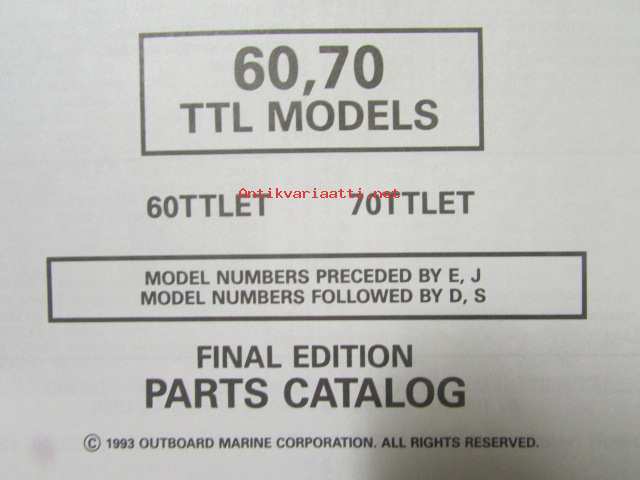 60,70
TTL MODELS
Antikvariaatti.net
60TTLET 70TTLET
MODEL NUMBERS PRECEDED BY E, J
MODEL NUMBERS FOLLOWED BY D, S
FINAL EDITION
PARTS CATALOG
© 1993 OUTBOARD MARINE CORPORATION. ALL RIGHTS RESERVED.